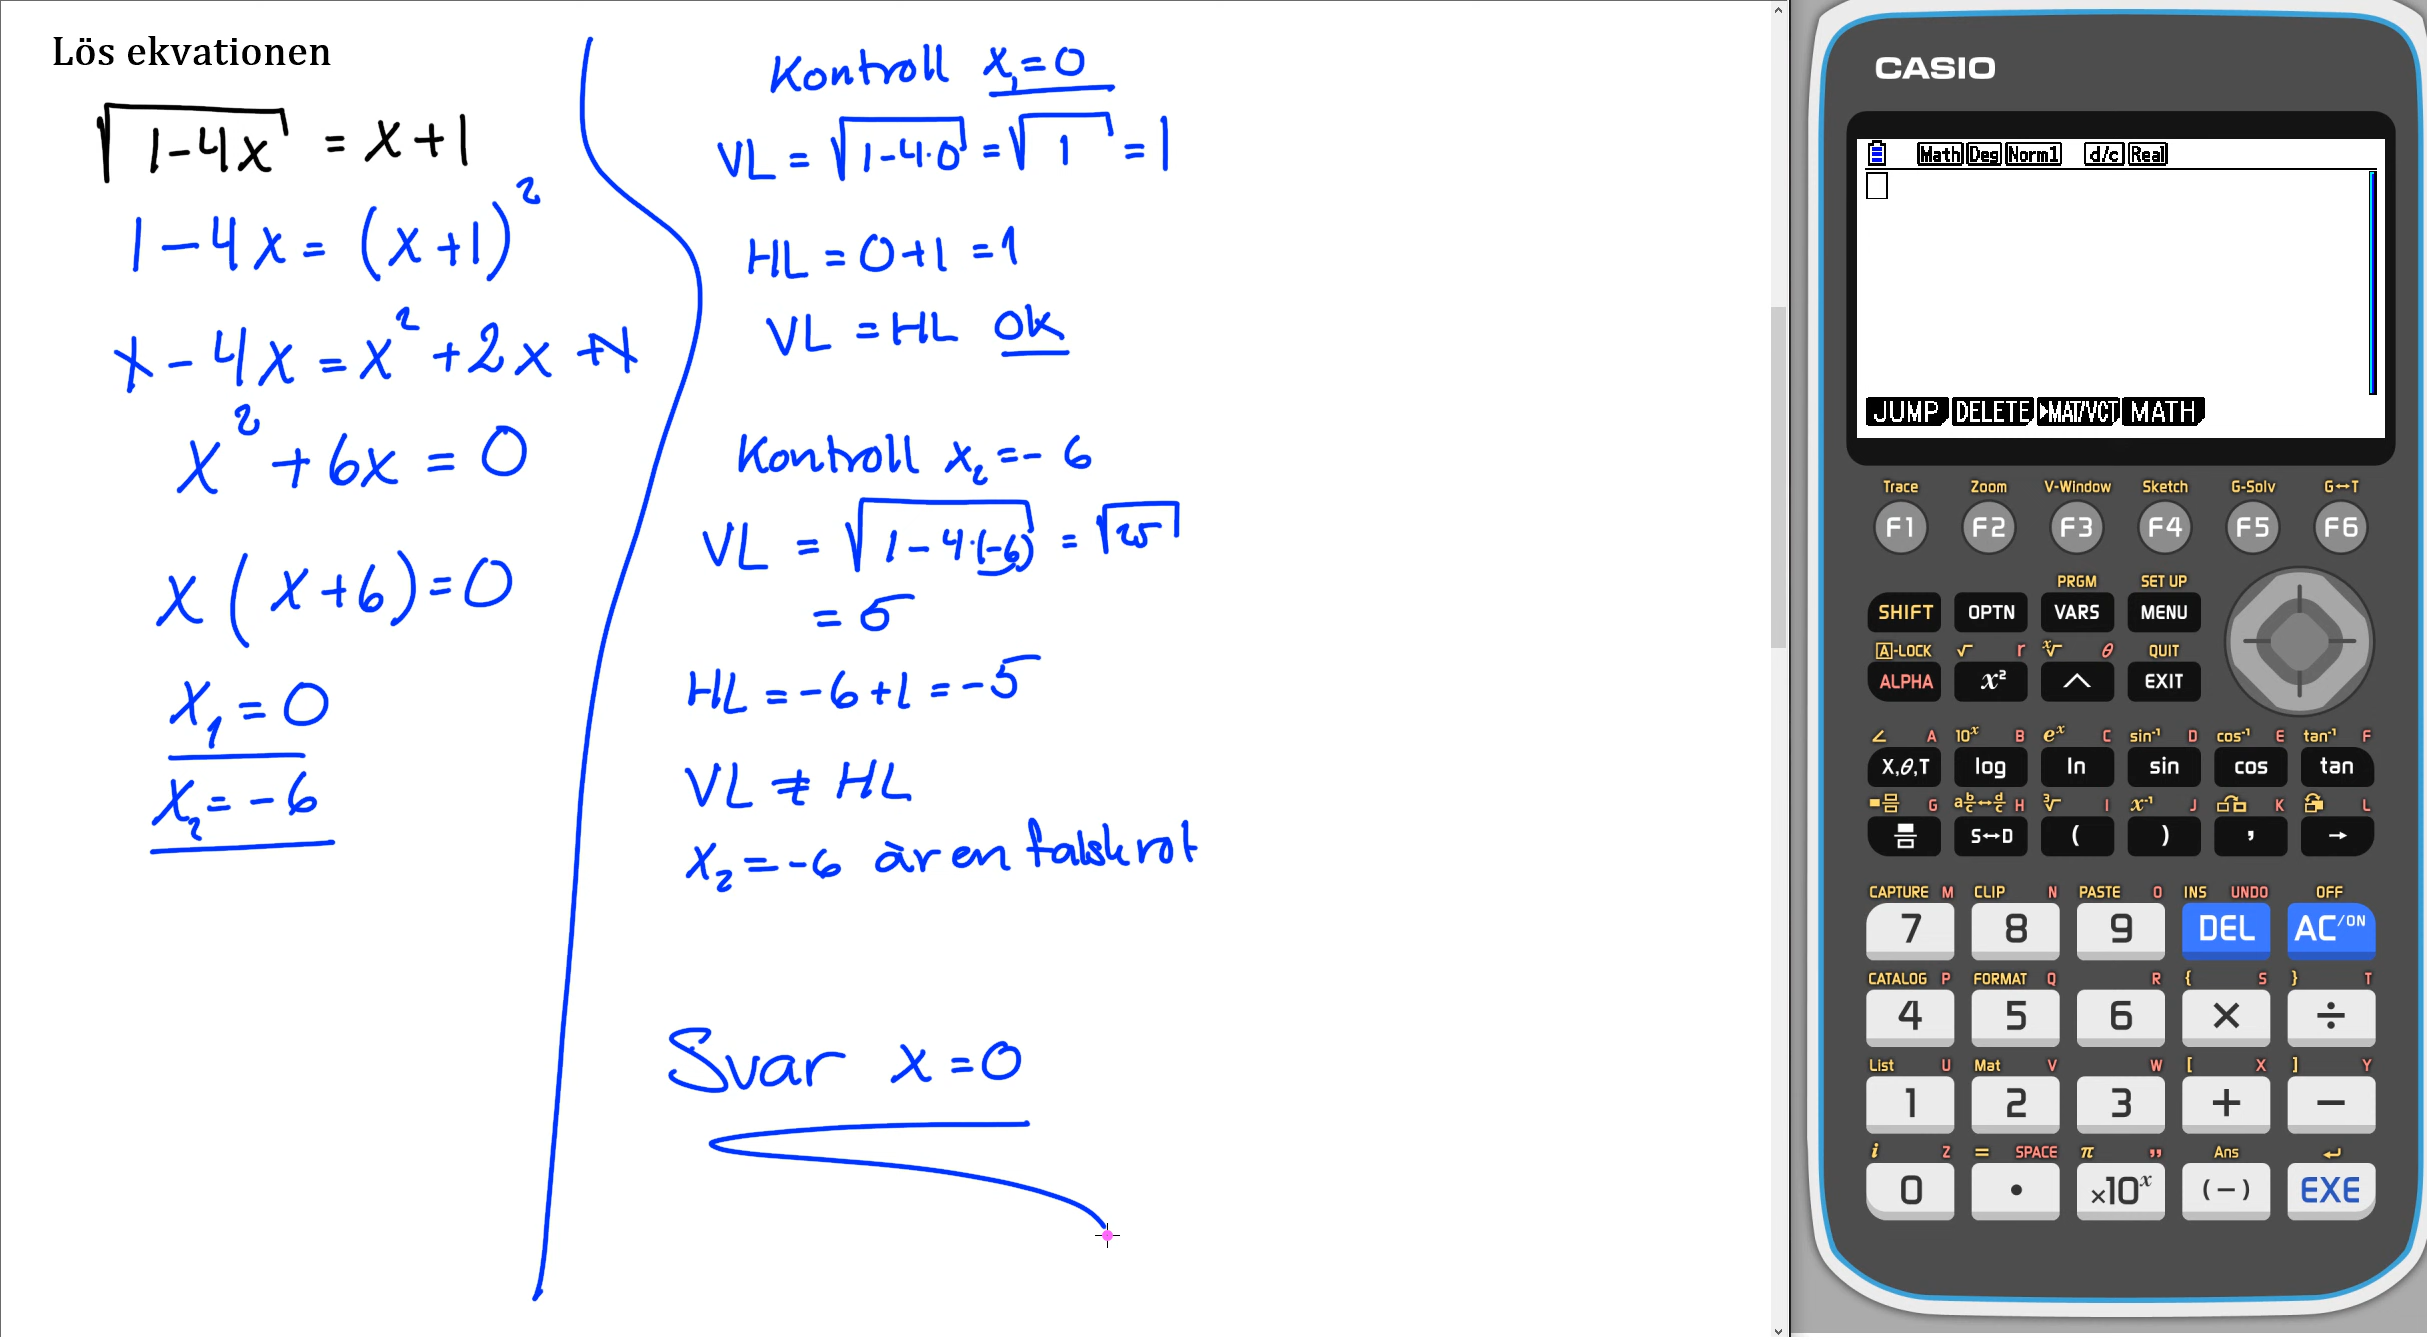 Lös ekvationen
√(1-4x) = x+1
1-4x = (x+1)²
1-4x = x²+2x+1
x²+6x = 0
x(x+6)=0
x₁ = 0
x₂ = -6
Kontroll x₁=0
VL = √(1-4·0) = √1 = 1
HL = 0+1 = 1
VL = HL ok
Kontroll x₂ = -6
VL = √(1-4·(-6)) = √25
= 5
HL = -6+1 = -5
VL ≠ HL
x₂ = -6 är en falsk rot
Svar x = 0
CASIO
Math Deg Norm1 d/c Real
JUMP DELETE ▶MAT/VCT MATH
Trace Zoom V-Window Sketch G-Solv G↔T
F1 F2 F3 F4 F5 F6
PRGM SET UP
SHIFT OPTN VARS MENU
A-LOCK √ r ˣ√ θ QUIT
ALPHA x² ^ EXIT
∠ A 10ˣ B eˣ C sin⁻¹ D cos⁻¹ E tan⁻¹ F
X,θ,T log ln sin cos tan
G a b/c↔d/c H ³√ I x⁻¹ J K L
S↔D ( ) , →
CAPTURE M CLIP N PASTE O INS UNDO OFF
7 8 9 DEL AC/ON
CATALOG P FORMAT Q R { S } T
4 5 6 × ÷
List U Mat V W [ X ] Y
1 2 3 + −
i Z = SPACE π " Ans ↵
0 • ×10ˣ (−) EXE